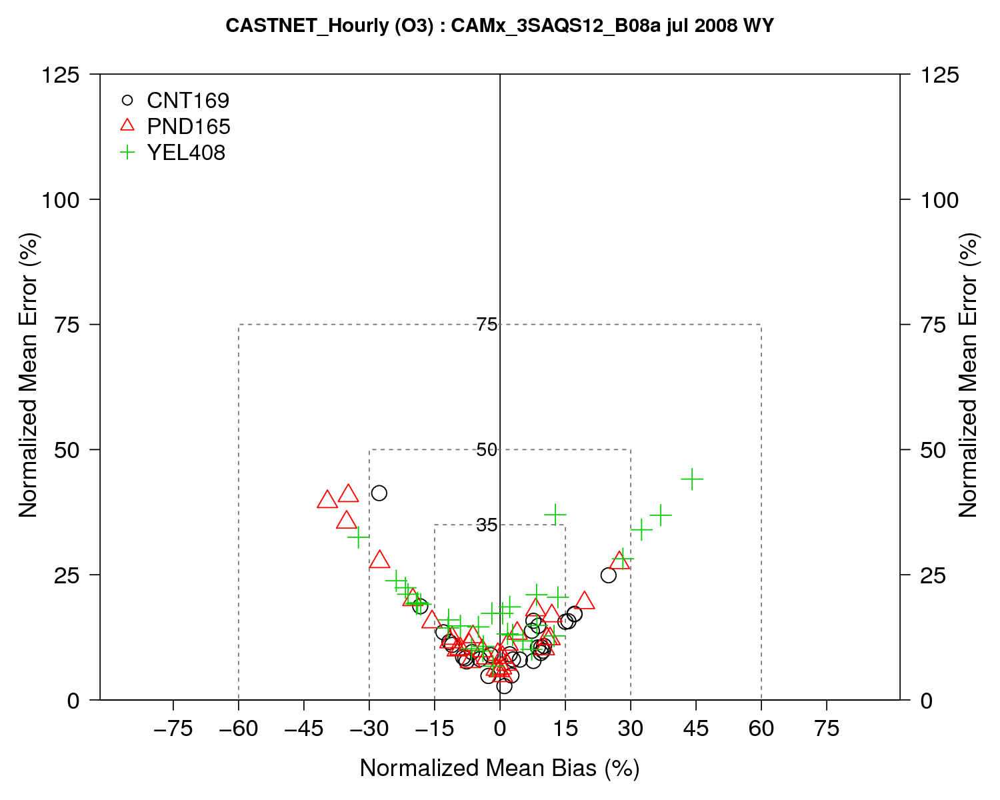 CASTNET_Hourly (O3) : CAMx_3SAQS12_B08a jul 2008 WY
125
125
CNT169
PND165
YEL408
100
100
Normalized Mean Error (%)
Normalized Mean Error (%)
75
75
75
50
50
50
35
25
25
0
0
−75 −60 −45 −30 −15 0 15 30 45 60 75
Normalized Mean Bias (%)